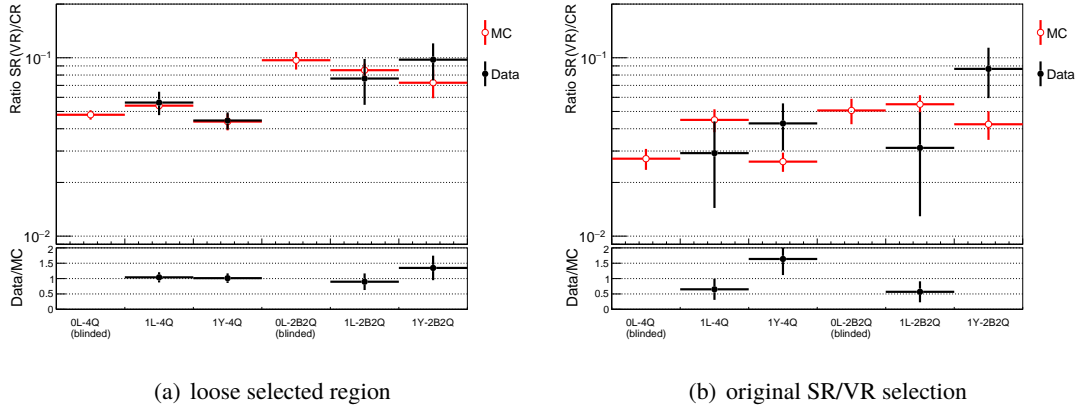 Ratio SR(VR)/CR
10⁻¹
10⁻²
MC
Data
Data/MC
2
1.5
1
0.5
0
0L-4Q
(blinded)
1L-4Q
1Y-4Q
0L-2B2Q
(blinded)
1L-2B2Q
1Y-2B2Q
(a) loose selected region
Ratio SR(VR)/CR
10⁻¹
10⁻²
MC
Data
Data/MC
2
1.5
1
0.5
0
0L-4Q
(blinded)
1L-4Q
1Y-4Q
0L-2B2Q
(blinded)
1L-2B2Q
1Y-2B2Q
(b) original SR/VR selection